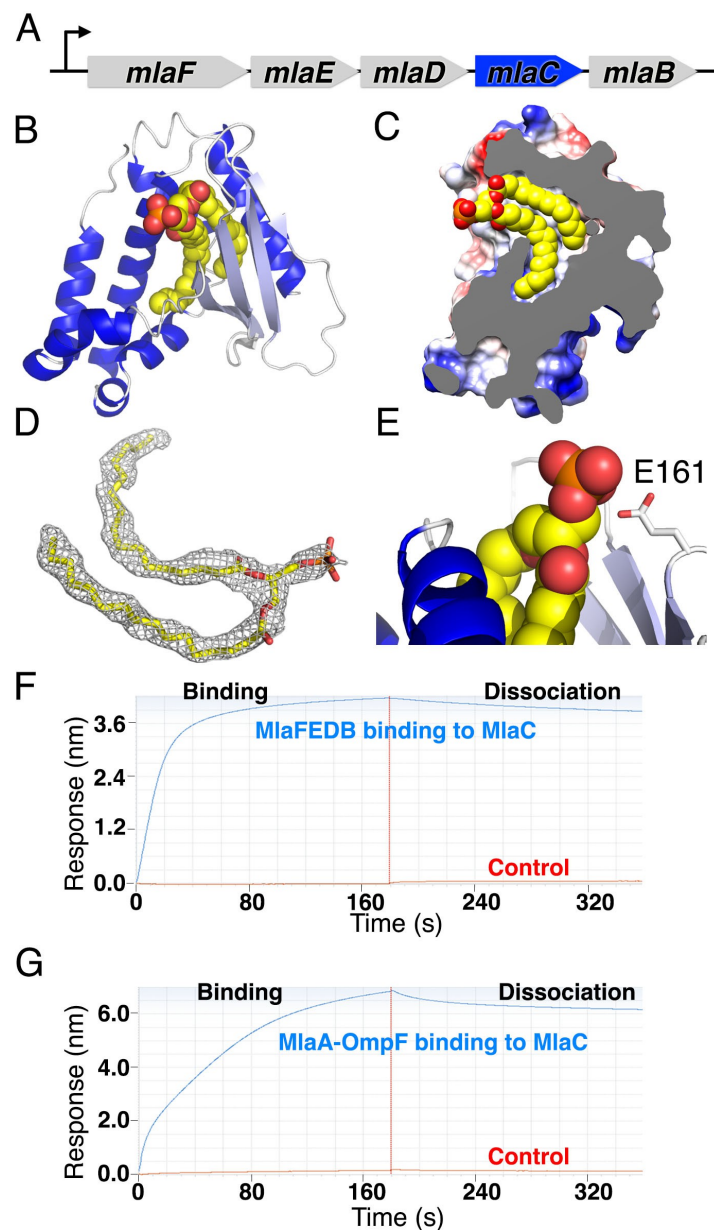 A
mlaF mlaE mlaD mlaC mlaB
B
C
D
E
E161
F
Binding Dissociation
MlaFEDB binding to MlaC
Control
Response (nm)
3.6
2.4
1.2
0.0
0 80 160 240 320
Time (s)
G
Binding Dissociation
MlaA-OmpF binding to MlaC
Control
Response (nm)
6.0
4.0
2.0
0.0
0 80 160 240 320
Time (s)